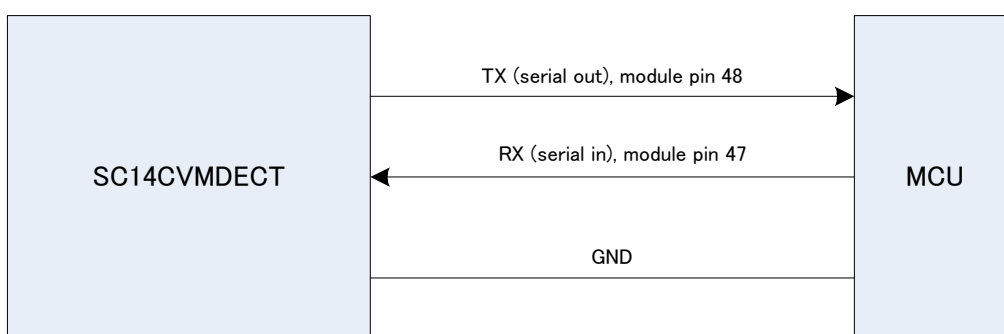 TX (serial out), module pin 48
RX (serial in), module pin 47
SC14CVMDECT
MCU
GND